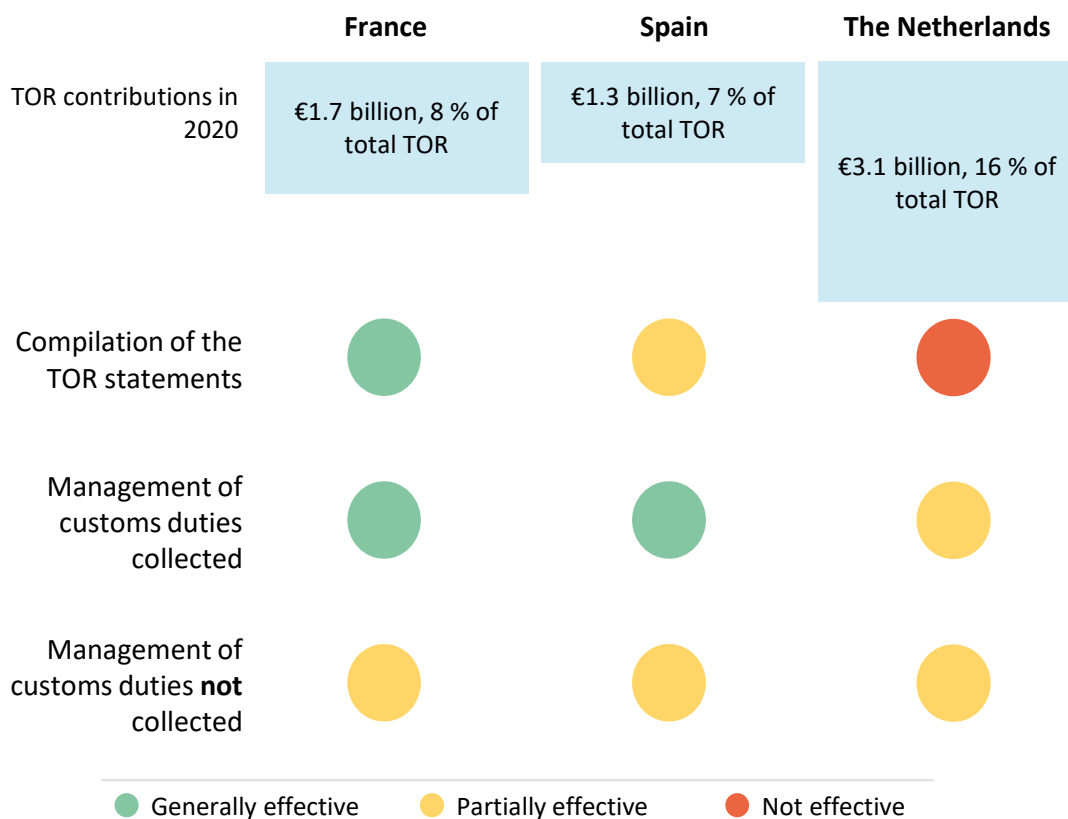 France
Spain
The Netherlands
TOR contributions in
2020
€1.7 billion, 8 % of
total TOR
€1.3 billion, 7 % of
total TOR
€3.1 billion, 16 % of
total TOR
Compilation of the
TOR statements
Management of
customs duties
collected
Management of
customs duties not
collected
Generally effective
Partially effective
Not effective